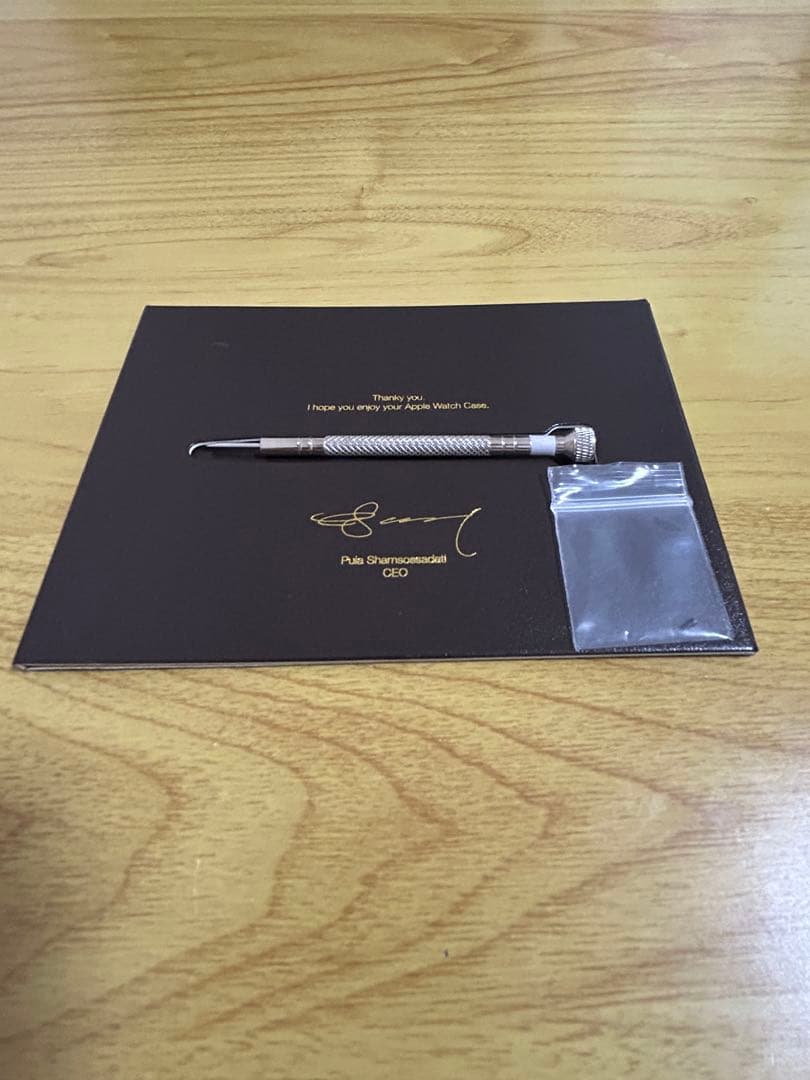 Thanky you.
I hope you enjoy your Apple Watch Case.
Puia Shamsossadati
CEO